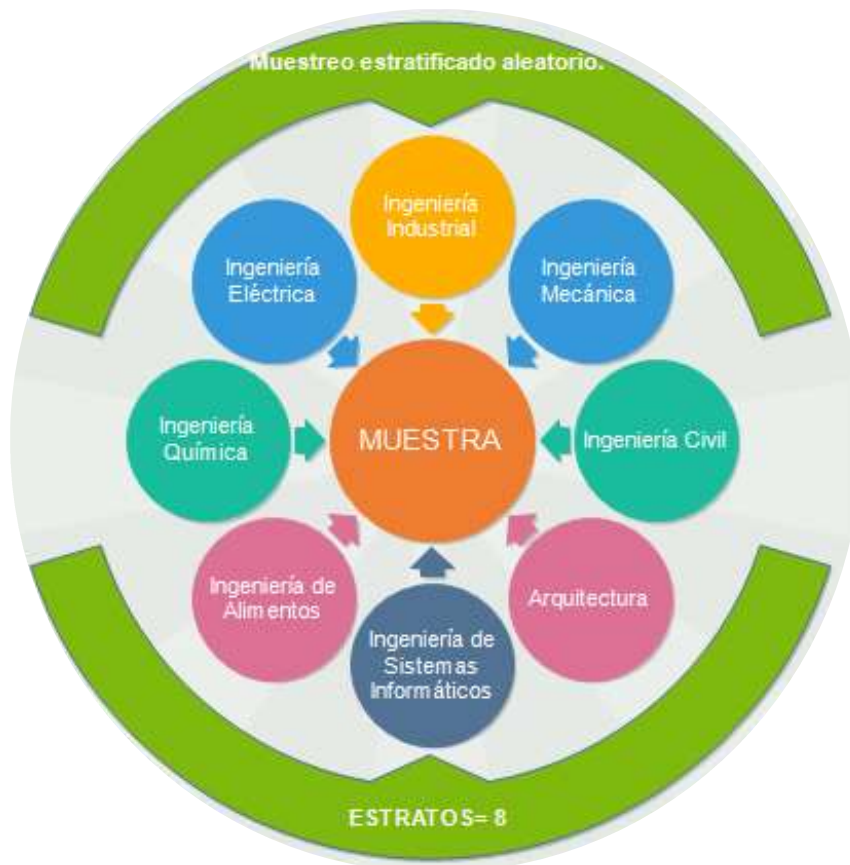 Muestreo estratificado aleatorio.
Ingeniería
Industrial
Ingeniería
Eléctrica
Ingeniería
Mecánica
Ingeniería
Química
MUESTRA
Ingeniería Civil
Ingeniería de
Alimentos
Arquitectura
Ingeniería de
Sistemas
Informáticos
ESTRATOS= 8